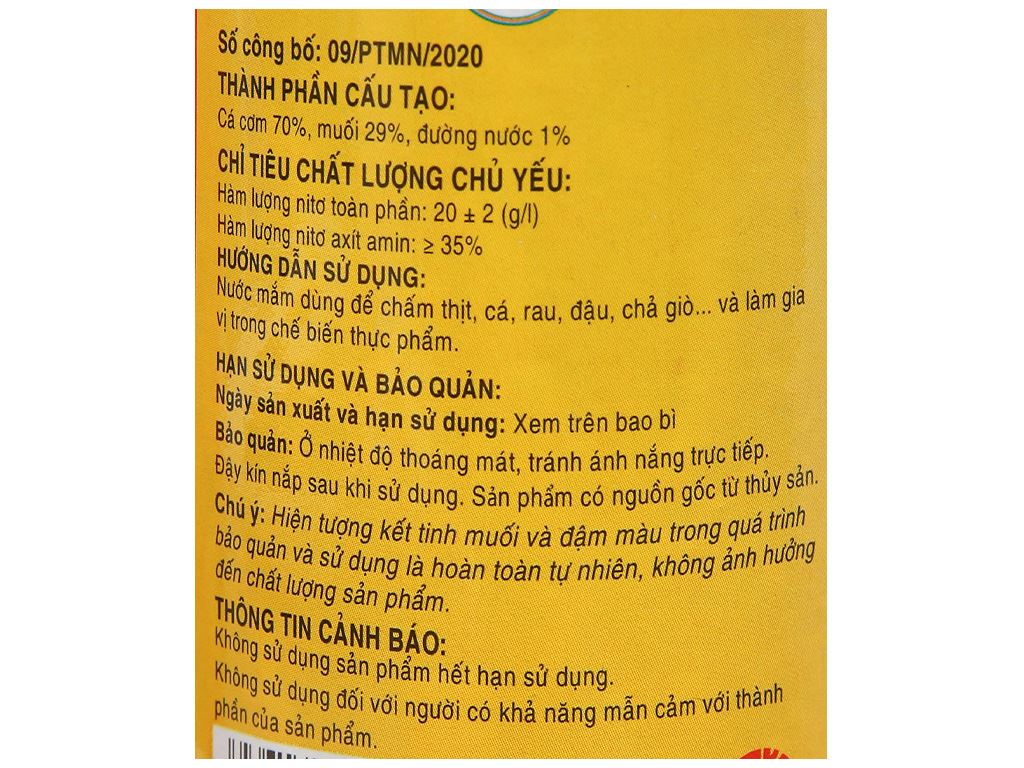 Số công bố: 09/PTMN/2020
THÀNH PHẦN CẤU TẠO:
Cá cơm 70%, muối 29%, đường nước 1%
CHỈ TIÊU CHẤT LƯỢNG CHỦ YẾU:
Hàm lượng nitơ toàn phần: 20 ± 2 (g/l)
Hàm lượng nitơ axít amin: ≥ 35%
HƯỚNG DẪN SỬ DỤNG:
Nước mắm dùng để chấm thịt, cá, rau, đậu, chả giò... và làm gia
vị trong chế biến thực phẩm.
HẠN SỬ DỤNG VÀ BẢO QUẢN:
Ngày sản xuất và hạn sử dụng: Xem trên bao bì
Bảo quản: Ở nhiệt độ thoáng mát, tránh ánh nắng trực tiếp.
Đậy kín nắp sau khi sử dụng. Sản phẩm có nguồn gốc từ thủy sản.
Chú ý: Hiện tượng kết tinh muối và đậm màu trong quá trình
bảo quản và sử dụng là hoàn toàn tự nhiên, không ảnh hưởng
đến chất lượng sản phẩm.
THÔNG TIN CẢNH BÁO:
Không sử dụng sản phẩm hết hạn sử dụng.
Không sử dụng đối với người có khả năng mẫn cảm với thành
phần của sản phẩm.